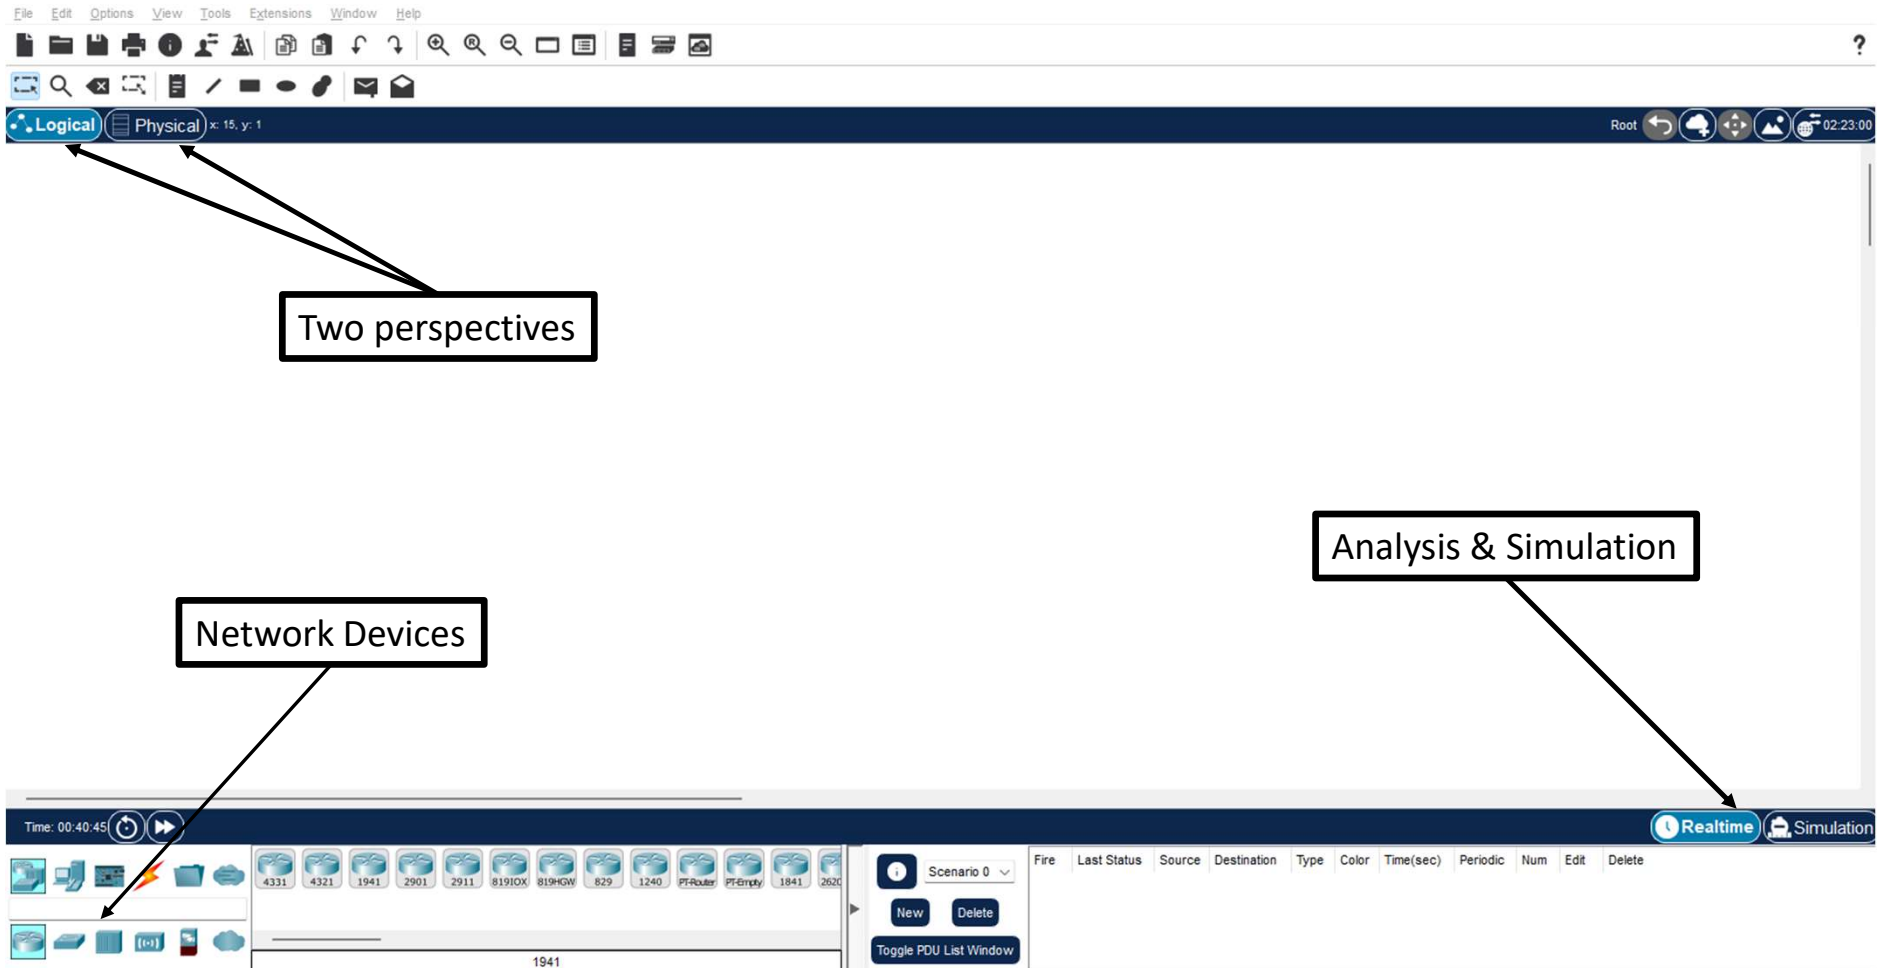 File Edit Options View Tools Extensions Window Help
?
Logical Physical x: 15, y: 1 Root 02:23:00
Two perspectives
Analysis & Simulation
Network Devices
Time: 00:40:45 Realtime Simulation
4331 4321 1941 2901 2911 819IOX 819HGW 829 1240 PT-Router PT-Empty 1841 2620
Scenario 0
Fire Last Status Source Destination Type Color Time(sec) Periodic Num Edit Delete
New Delete
Toggle PDU List Window
1941